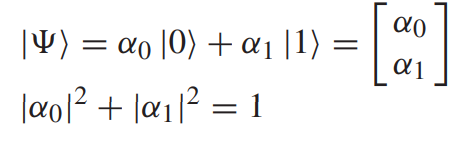 |Ψ⟩ = α₀ |0⟩ + α₁ |1⟩ = [α₀ α₁]
|α₀|² + |α₁|² = 1